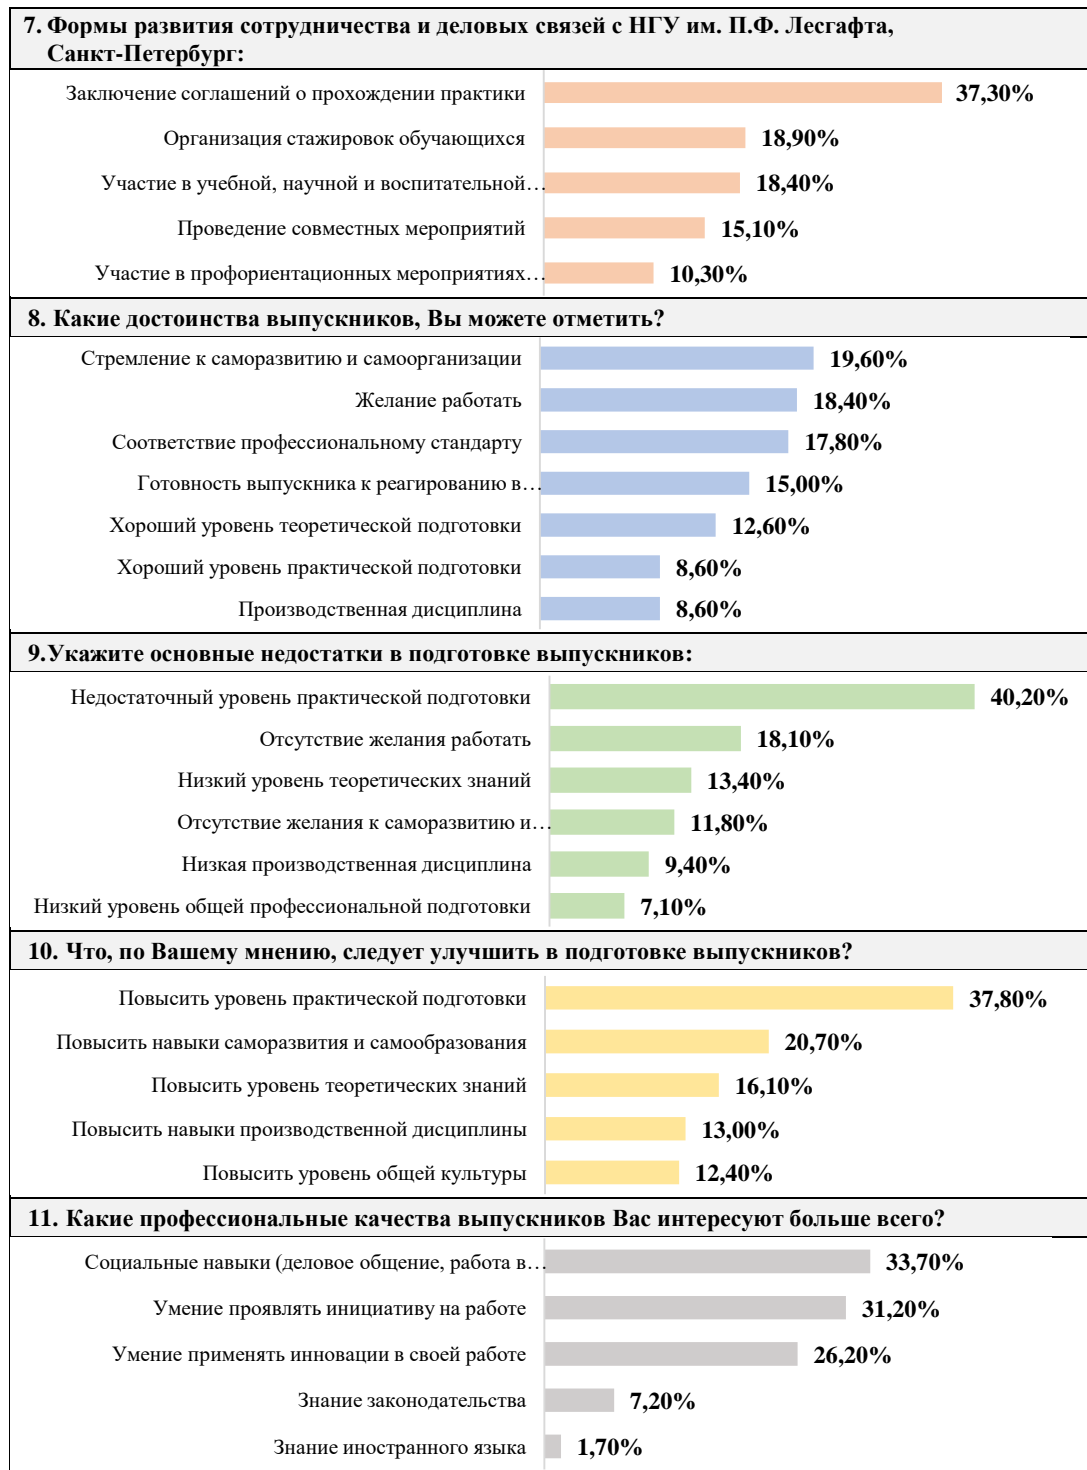 7. Формы развития сотрудничества и деловых связей с НГУ им. П.Ф. Лесгафта,
Санкт-Петербург:
Заключение соглашений о прохождении практики 37,30%
Организация стажировок обучающихся 18,90%
Участие в учебной, научной и воспитательной… 18,40%
Проведение совместных мероприятий 15,10%
Участие в профориентационных мероприятиях… 10,30%
8. Какие достоинства выпускников, Вы можете отметить?
Стремление к саморазвитию и самоорганизации 19,60%
Желание работать 18,40%
Соответствие профессиональному стандарту 17,80%
Готовность выпускника к реагированию в… 15,00%
Хороший уровень теоретической подготовки 12,60%
Хороший уровень практической подготовки 8,60%
Производственная дисциплина 8,60%
9.Укажите основные недостатки в подготовке выпускников:
Недостаточный уровень практической подготовки 40,20%
Отсутствие желания работать 18,10%
Низкий уровень теоретических знаний 13,40%
Отсутствие желания к саморазвитию и… 11,80%
Низкая производственная дисциплина 9,40%
Низкий уровень общей профессиональной подготовки 7,10%
10. Что, по Вашему мнению, следует улучшить в подготовке выпускников?
Повысить уровень практической подготовки 37,80%
Повысить навыки саморазвития и самообразования 20,70%
Повысить уровень теоретических знаний 16,10%
Повысить навыки производственной дисциплины 13,00%
Повысить уровень общей культуры 12,40%
11. Какие профессиональные качества выпускников Вас интересуют больше всего?
Социальные навыки (деловое общение, работа в… 33,70%
Умение проявлять инициативу на работе 31,20%
Умение применять инновации в своей работе 26,20%
Знание законодательства 7,20%
Знание иностранного языка 1,70%